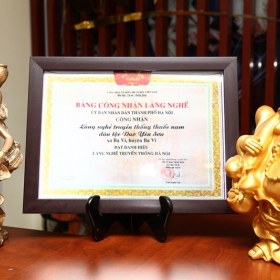 BẰNG CÔNG NHẬN LÀNG NGHỀ
ỦY BAN NHÂN DÂN THÀNH PHỐ HÀ NỘI
CÔNG NHẬN
Làng nghề truyền thống thuốc nam
dân tộc Dao Yên Sơn
xã Ba Vì, huyện Ba Vì
ĐẠT DANH HIỆU
LÀNG NGHỀ TRUYỀN THỐNG HÀ NỘI